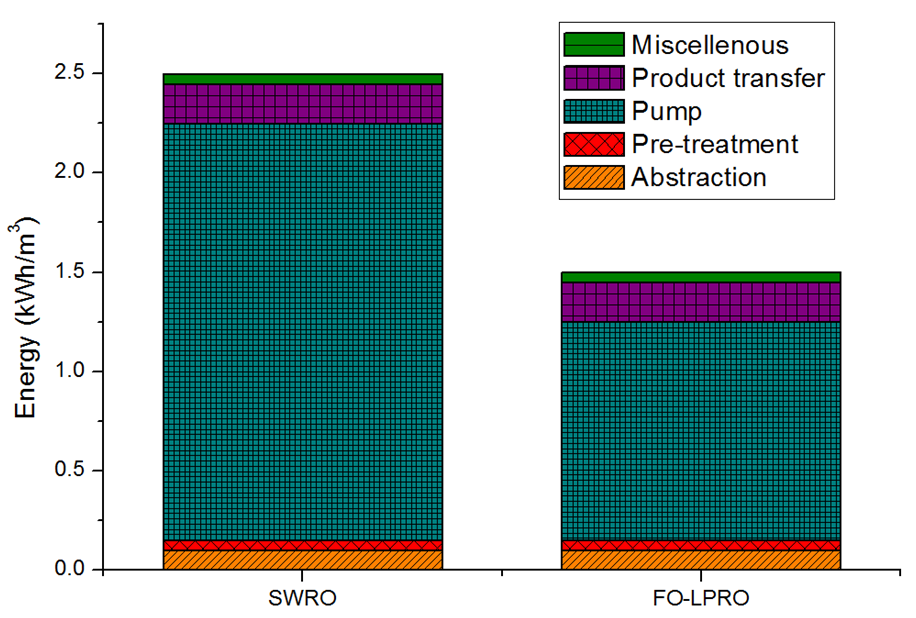 Miscellenous
Product transfer
Pump
Pre-treatment
Abstraction
2.5
2.0
1.5
1.0
0.5
0.0
Energy (kWh/m³)
SWRO
FO-LPRO